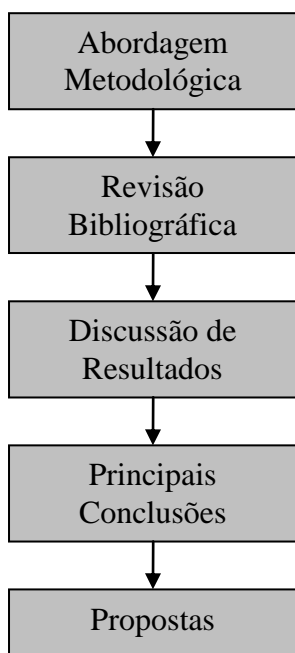 Abordagem
Metodológica
Revisão
Bibliográfica
Discussão de
Resultados
Principais
Conclusões
Propostas